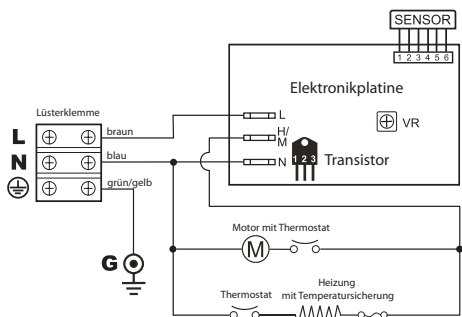 SENSOR
1 2 3 4 5 6
Elektronikplatine
Lüsterklemme
L
braun
L
H/
M
VR
N
blau
N
1 2 3
Transistor
grün/gelb
G
Motor mit Thermostat
M
Heizung
Thermostat
mit Temperatursicherung